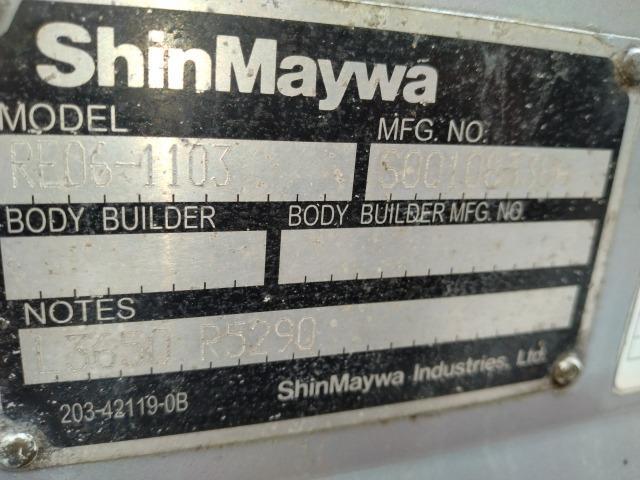 ShinMaywa
MODEL MFG. NO.
RE06-1103
BODY BUILDER BODY BUILDER MFG. NO.
NOTES
L3650 R5290
ShinMaywa Industries, Ltd.
203-42119-0B